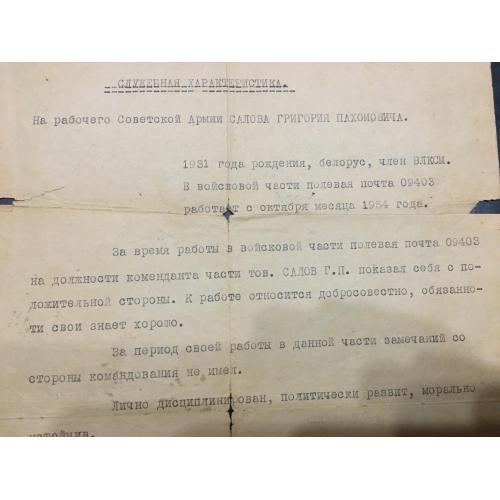 СЛУЖЕБНАЯ ХАРАКТЕРИСТИКА.
На рабочего Советской Армии САЛОВА ГРИГОРИЯ ПАХОМОВИЧА.
1931 года рождения, белорус, член ВЛКСМ.
В войсковой части полевая почта 09403
работает с октября месяца 1954 года.
За время работы в войсковой части полевая почта 09403
на должности коменданта части тов. САЛОВ Г.П. показал себя с по-
ложительной стороны. К работе относится добросовестно, обязанно-
ти свои знает хорошо.
За период своей работы в данной части замечаний со
стороны командования не имел.
Лично дисциплинирован, политически развит, морально
устойчив.